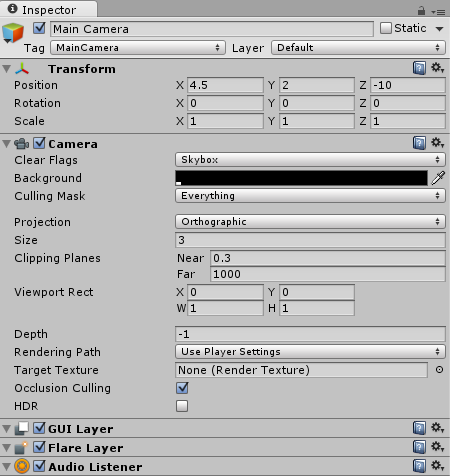 Inspector
Main Camera Static
Tag MainCamera Layer Default
Transform
Position X 4.5 Y 2 Z -10
Rotation X 0 Y 0 Z 0
Scale X 1 Y 1 Z 1
Camera
Clear Flags Skybox
Background
Culling Mask Everything
Projection Orthographic
Size 3
Clipping Planes Near 0.3
Far 1000
Viewport Rect X 0 Y 0
W 1 H 1
Depth -1
Rendering Path Use Player Settings
Target Texture None (Render Texture)
Occlusion Culling
HDR
GUI Layer
Flare Layer
Audio Listener